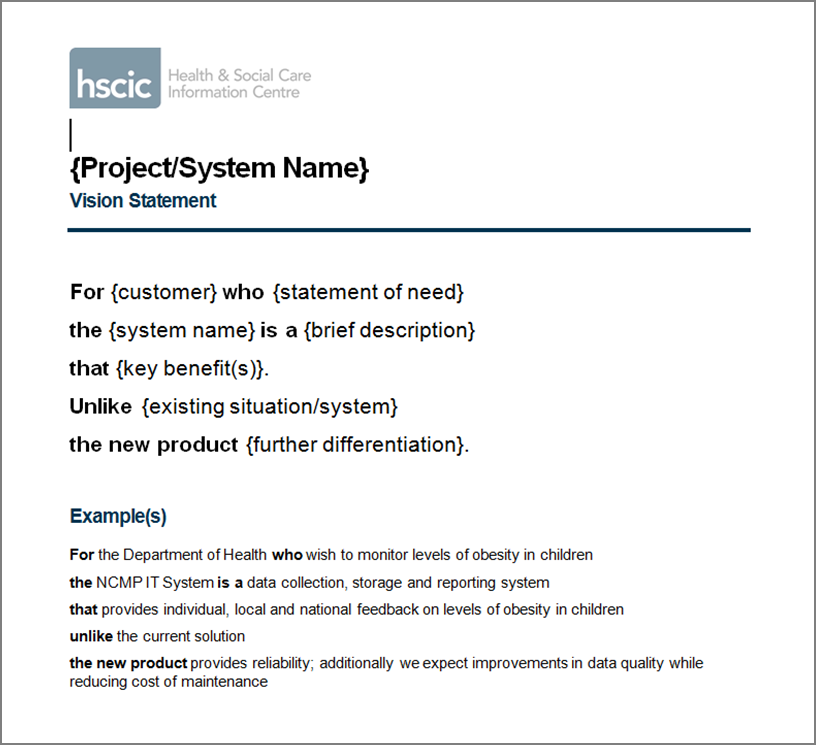 hscic Health & Social Care
Information Centre
{Project/System Name}
Vision Statement
For {customer} who {statement of need}
the {system name} is a {brief description}
that {key benefit(s)}.
Unlike {existing situation/system}
the new product {further differentiation}.
Example(s)
For the Department of Health who wish to monitor levels of obesity in children
the NCMP IT System is a data collection, storage and reporting system
that provides individual, local and national feedback on levels of obesity in children
unlike the current solution
the new product provides reliability; additionally we expect improvements in data quality while
reducing cost of maintenance